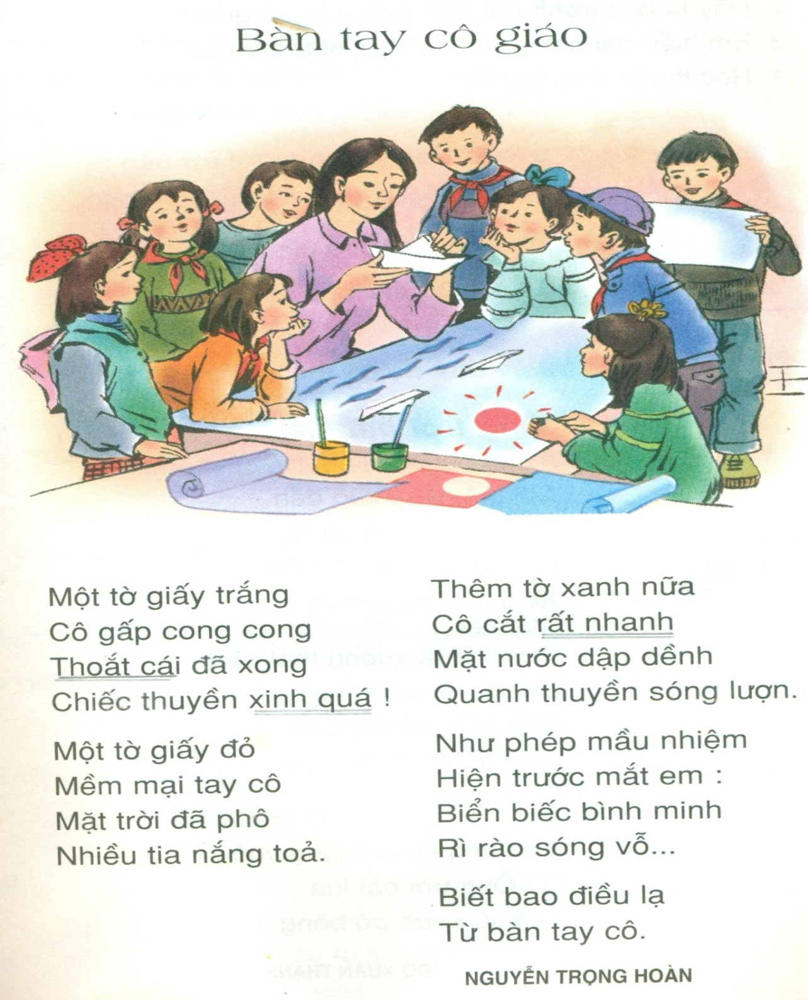 Bàn tay cô giáo
Một tờ giấy trắng
Cô gấp cong cong
Thoắt cái đã xong
Chiếc thuyền xinh quá !
Một tờ giấy đỏ
Mềm mại tay cô
Mặt trời đã phô
Nhiều tia nắng toả.
Thêm tờ xanh nữa
Cô cắt rất nhanh
Mặt nước dập dềnh
Quanh thuyền sóng lượn.
Như phép mầu nhiệm
Hiện trước mắt em :
Biển biếc bình minh
Rì rào sóng vỗ...
Biết bao điều lạ
Từ bàn tay cô.
NGUYỄN TRỌNG HOÀN